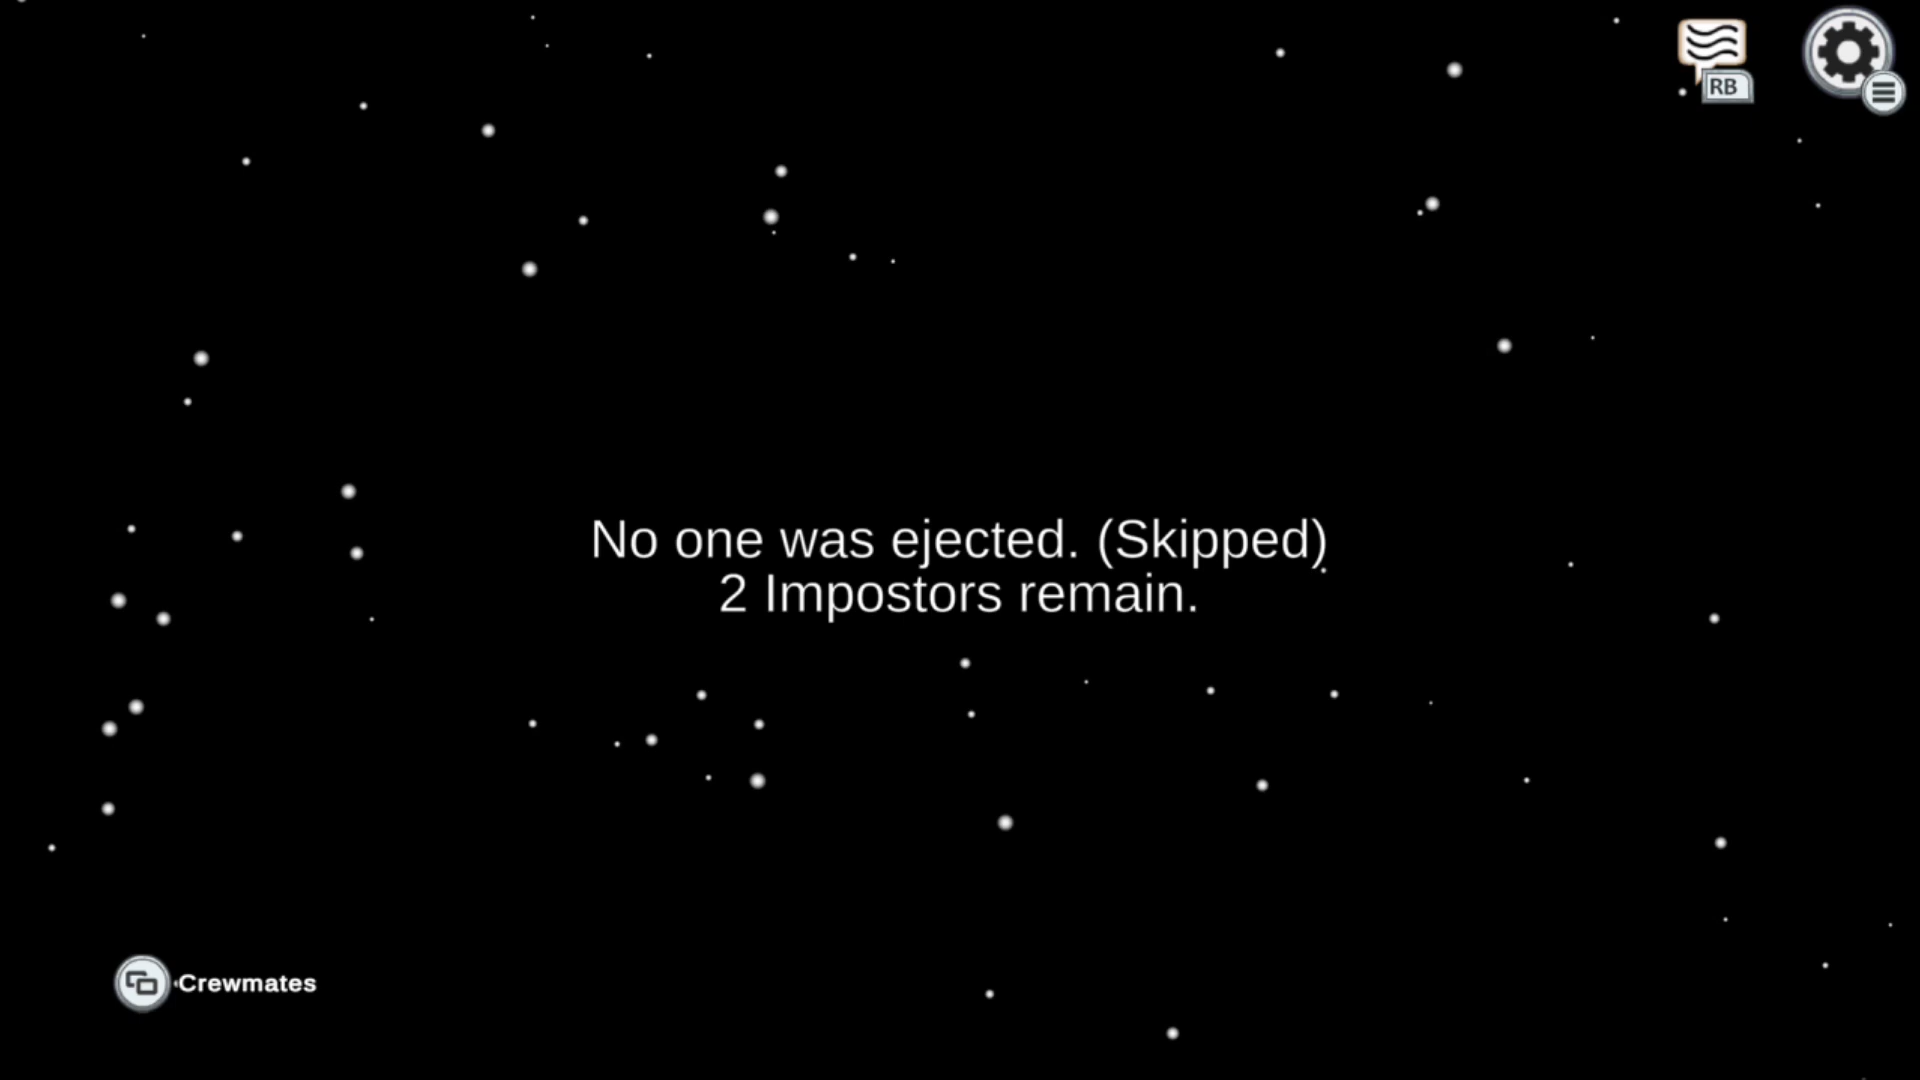 RB
No one was ejected. (Skipped)
2 Impostors remain.
Crewmates